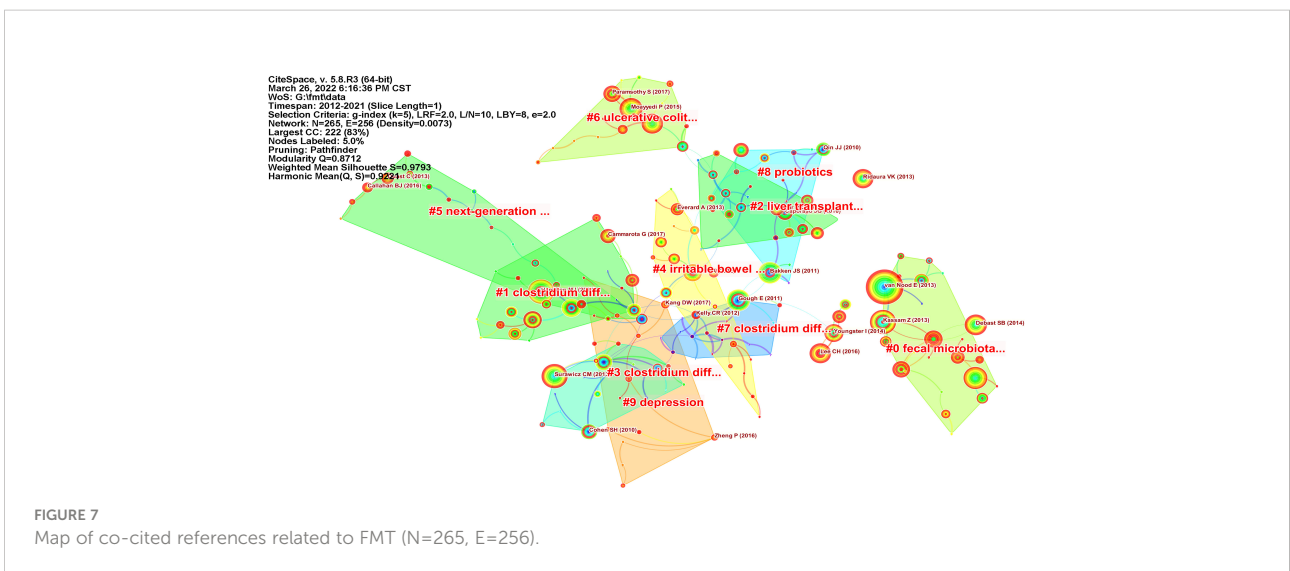 CiteSpace, v. 5.8.R3 (64-bit)
March 26, 2022 6:16:36 PM CST
WoS: G:\fmt\data
Timespan: 2012-2021 (Slice Length=1)
Selection Criteria: g-index (k=5), LRF=2.0, L/N=10, LBY=8, e=2.0
Network: N=265, E=256 (Density=0.0073)
Largest CC: 222 (83%)
Nodes Labeled: 5.0%
Pruning: Pathfinder
Modularity Q=0.8712
Weighted Mean Silhouette S=0.9793
Harmonic Mean(Q, S)=0.9221
Paramsothy S (2017)
Moayyedi P (2015)
#6 ulcerative colit...
Qin JJ (2010)
#8 probiotics
Ridaura VK (2013)
C (2013)
Callahan BJ (2016)
#5 next-generation ...
Everard A (2013)
#2 liver transplant...
Cammarota G (2017)
#4 irritable bowel ...
Bakken JS (2011)
van Nood E (2013)
#1 clostridium diff...
Kang DW (2017)
Gough E (2011)
Kelly CR (2012)
#7 clostridium diff...
Youngster I (2014)
Kassam Z (2013)
Debast SB (2014)
Lee CH (2016)
#0 fecal microbiota...
Surawicz CM
#3 clostridium diff...
#9 depression
Cohen SH (2010)
Zheng P (2016)
FIGURE 7
Map of co-cited references related to FMT (N=265, E=256).